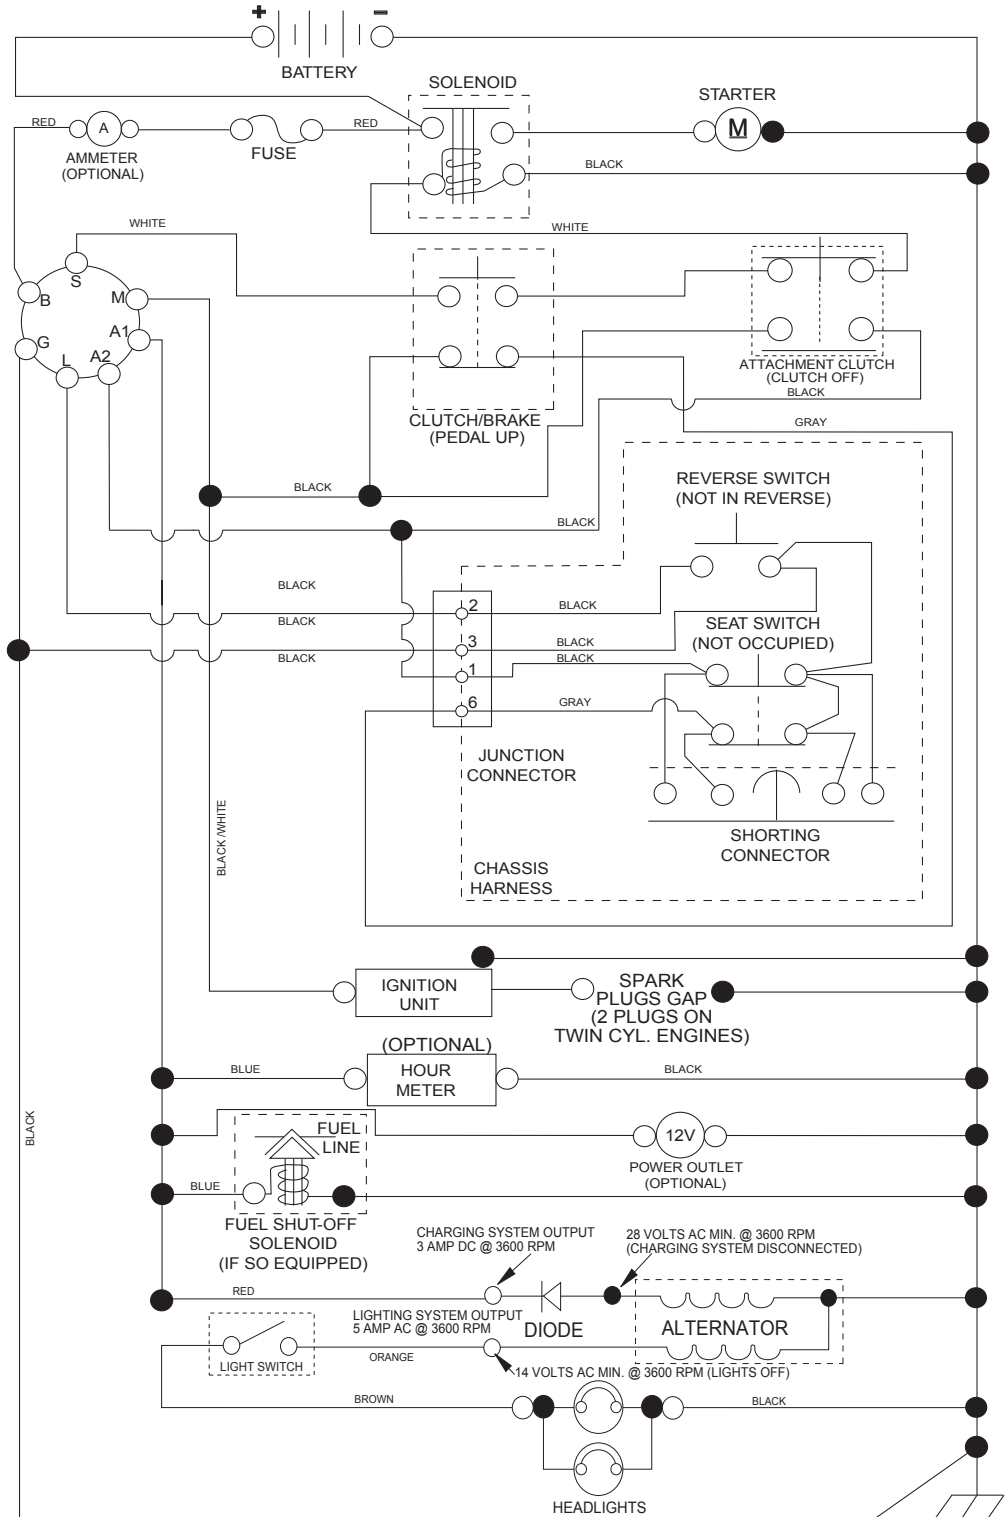 + −
BATTERY
SOLENOID
STARTER
RED
A
RED
M
AMMETER
(OPTIONAL)
FUSE
BLACK
WHITE
WHITE
S
B
M
A1
G
L
A2
ATTACHMENT CLUTCH
(CLUTCH OFF)
BLACK
CLUTCH/BRAKE
(PEDAL UP)
GRAY
REVERSE SWITCH
(NOT IN REVERSE)
BLACK
BLACK
BLACK
2
BLACK
BLACK
SEAT SWITCH
(NOT OCCUPIED)
3
BLACK
BLACK
1
BLACK
6
GRAY
JUNCTION
CONNECTOR
BLACK /WHITE
SHORTING
CONNECTOR
CHASSIS
HARNESS
IGNITION
UNIT
SPARK
PLUGS GAP
(2 PLUGS ON
TWIN CYL. ENGINES)
(OPTIONAL)
HOUR
METER
BLUE
BLACK
BLACK
FUEL
LINE
12V
POWER OUTLET
(OPTIONAL)
BLUE
FUEL SHUT-OFF
SOLENOID
(IF SO EQUIPPED)
CHARGING SYSTEM OUTPUT
3 AMP DC @ 3600 RPM
28 VOLTS AC MIN. @ 3600 RPM
(CHARGING SYSTEM DISCONNECTED)
RED
LIGHTING SYSTEM OUTPUT
5 AMP AC @ 3600 RPM
DIODE
ALTERNATOR
LIGHT SWITCH
ORANGE
14 VOLTS AC MIN. @ 3600 RPM (LIGHTS OFF)
BROWN
BLACK
HEADLIGHTS